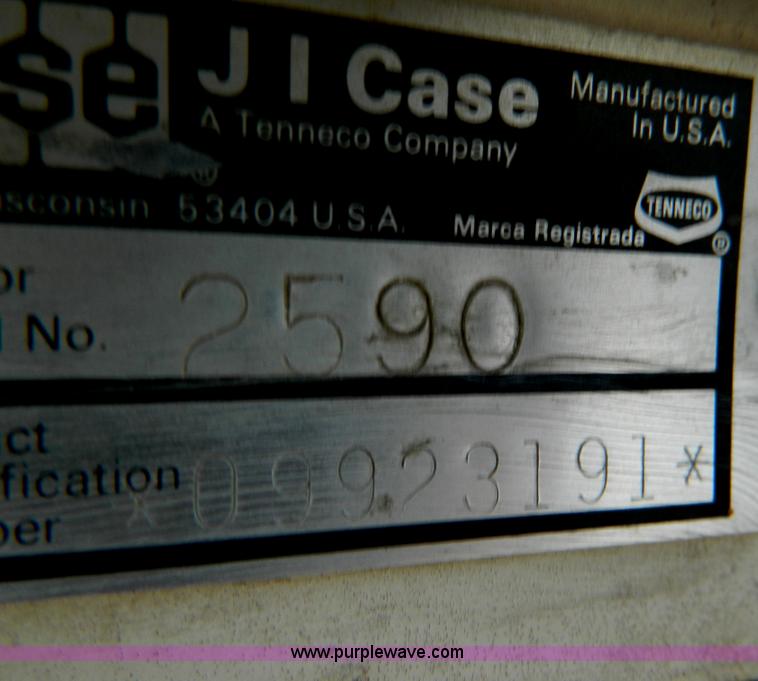 se
J I Case
A Tenneco Company
Manufactured
In U.S.A.
sconsin 53404 U.S.A.
Marca Registrada
TENNECO
®
or
No. 2590
ct
fication
ber
*09923191*
www.purplewave.com